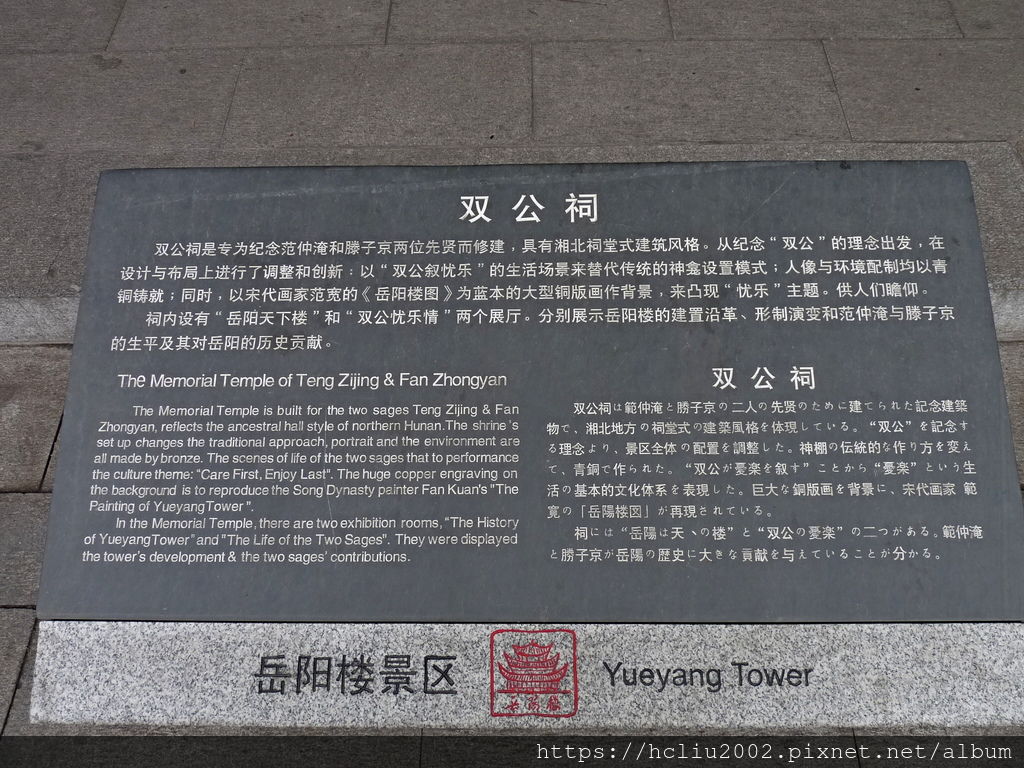 双公祠
双公祠是专为纪念范仲淹和滕子京两位先贤而修建，具有湘北祠堂式建筑风格。从纪念“双公”的理念出发，在
设计与布局上进行了调整和创新：以“双公叙忧乐”的生活场景来替代传统的神龛设置模式；人像与环境配制均以青
铜铸就；同时，以宋代画家范宽的《岳阳楼图》为蓝本的大型铜版画作背景，来凸现“忧乐”主题。供人们瞻仰。
祠内设有“岳阳天下楼”和“双公忧乐情”两个展厅。分别展示岳阳楼的建置沿革、形制演变和范仲淹与滕子京
的生平及其对岳阳的历史贡献。
The Memorial Temple of Teng Zijing & Fan Zhongyan
The Memorial Temple is built for the two sages Teng Zijing & Fan
Zhongyan, reflects the ancestral hall style of northern Hunan.The shrine's
set up changes the traditional approach, portrait and the environment are
all made by bronze. The scenes of life of the two sages that to performance
the culture theme: "Care First, Enjoy Last". The huge copper engraving on
the background is to reproduce the Song Dynasty painter Fan Kuan's "The
Painting of YueyangTower".
In the Memorial Temple, there are two exhibition rooms, "The History
of YueyangTower" and "The Life of the Two Sages". They were displayed
the tower's development & the two sages' contributions.
双公祠
双公祠は範仲淹と勝子京の二人の先賢のために建てられた記念建築
物で、湘北地方の祠堂式の建築風格を体現している。“双公”を記念す
る理念より、景区全体の配置を調整した。神棚の伝統的な作り方を変え
て、青銅で作られた。“双公が憂楽を叙す”ことから“憂楽”という生
活の基本的文化体系を表現した。巨大な銅版画を背景に、宋代画家 範
寛の「岳陽楼図」が再現されている。
祠には“岳陽は天丶の楼”と“双公の憂楽”の二つがある。範仲淹
と勝子京が岳陽の歴史に大きな貢献を与えていることが分かる。
岳阳楼景区
岳阳楼
Yueyang Tower
https://hcliu2002.pixnet.net/album